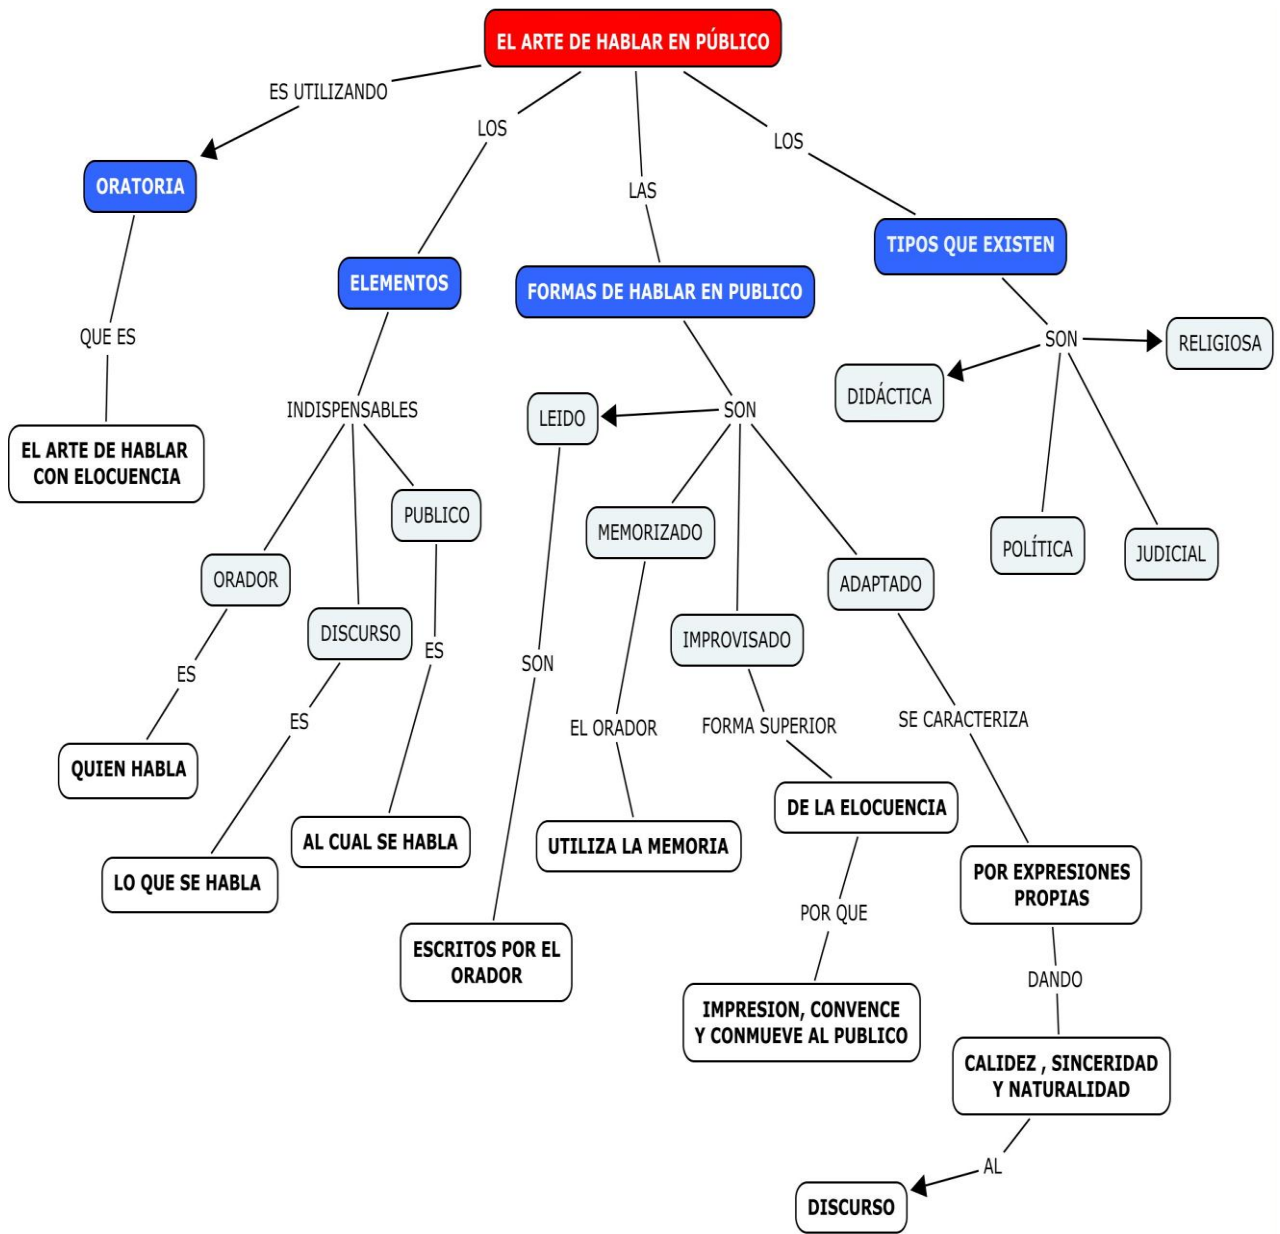 EL ARTE DE HABLAR EN PÚBLICO
ES UTILIZANDO
LOS
LAS
LOS
ORATORIA
ELEMENTOS
FORMAS DE HABLAR EN PUBLICO
TIPOS QUE EXISTEN
QUE ES
EL ARTE DE HABLAR
CON ELOCUENCIA
INDISPENSABLES
ORADOR
DISCURSO
PUBLICO
ES
ES
ES
QUIEN HABLA
LO QUE SE HABLA
AL CUAL SE HABLA
SON
LEIDO
MEMORIZADO
IMPROVISADO
ADAPTADO
SON
ESCRITOS POR EL
ORADOR
EL ORADOR
UTILIZA LA MEMORIA
FORMA SUPERIOR
DE LA ELOCUENCIA
POR QUE
IMPRESION, CONVENCE
Y CONMUEVE AL PUBLICO
SE CARACTERIZA
POR EXPRESIONES
PROPIAS
DANDO
CALIDEZ , SINCERIDAD
Y NATURALIDAD
AL
DISCURSO
SON
DIDÁCTICA
POLÍTICA
JUDICIAL
RELIGIOSA